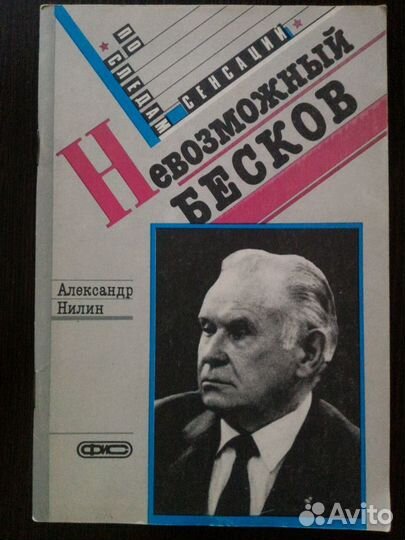 ПО
СЛЕДАМ
СЕНСАЦИЙ
Невозможный
БЕСКОВ
Александр
Нилин
ФИС
Avito